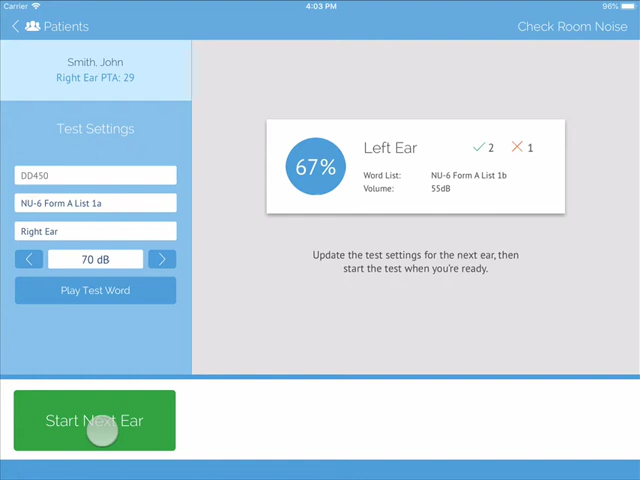 Carrier 4:03 PM 96%
Patients Check Room Noise
Smith, John
Right Ear PTA: 29
Test Settings
DD450
NU-6 Form A List 1a
Right Ear
70 dB
Play Test Word
67% Left Ear 2 1
Word List: NU-6 Form A List 1b
Volume: 55dB
Update the test settings for the next ear, then
start the test when you're ready.
Start Next Ear